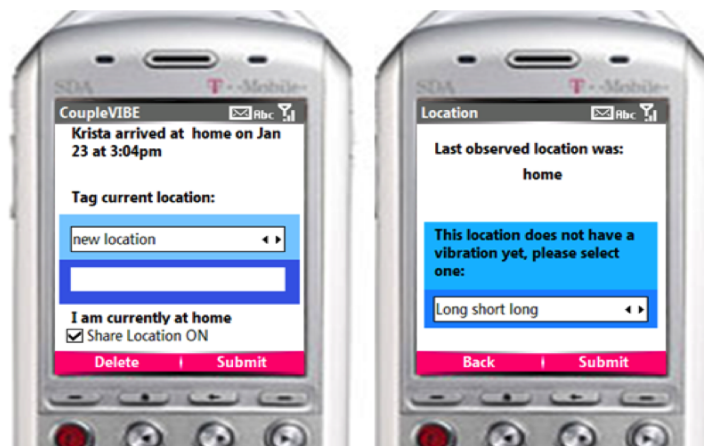 SDA
T··Mobile·
CoupleVIBE
Abc
Krista arrived at home on Jan
23 at 3:04pm
Tag current location:
new location
I am currently at home
Share Location ON
Delete
Submit
SDA
T··Mobile·
Location
Abc
Last observed location was:
home
This location does not have a
vibration yet, please select
one:
Long short long
Back
Submit